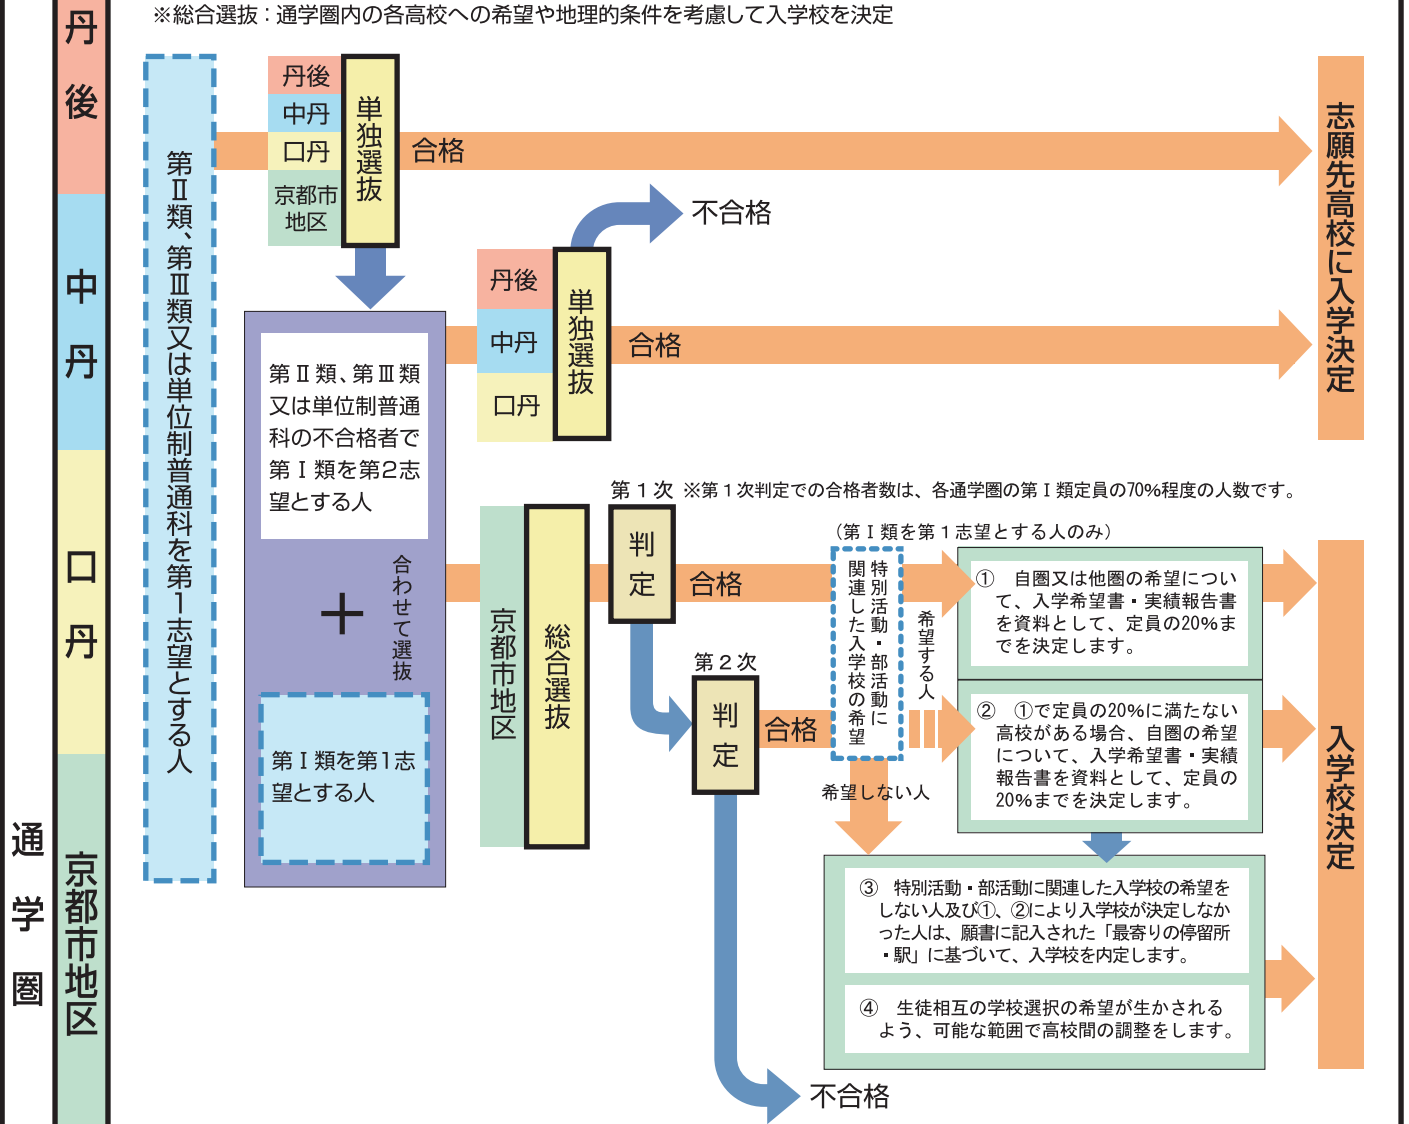 ※総合選抜：通学圏内の各高校への希望や地理的条件を考慮して入学校を決定
通学圏
丹後
中丹
口丹
京都市地区
第Ⅱ類、第Ⅲ類又は単位制普通科を第1志望とする人
丹後
中丹
口丹
京都市
地区
単独選抜
合格
不合格
丹後
中丹
口丹
単独選抜
合格
志願先高校に入学決定
第Ⅱ類、第Ⅲ類
又は単位制普通
科の不合格者で
第Ⅰ類を第2志
望とする人
＋
合わせて選抜
第Ⅰ類を第1志
望とする人
京都市地区
総合選抜
第1次 ※第1次判定での合格者数は、各通学圏の第Ⅰ類定員の70%程度の人数です。
判定
合格
第2次
判定
合格
不合格
(第Ⅰ類を第1志望とする人のみ)
特別活動・部活動に
関連した入学校の希望
希望する人
希望しない人
① 自圏又は他圏の希望につい
て、入学希望書・実績報告書
を資料として、定員の20%ま
でを決定します。
② ①で定員の20%に満たない
高校がある場合、自圏の希望
について、入学希望書・実績
報告書を資料として、定員の
20%までを決定します。
③ 特別活動・部活動に関連した入学校の希望を
しない人及び①、②により入学校が決定しなか
った人は、願書に記入された「最寄りの停留所
・駅」に基づいて、入学校を内定します。
④ 生徒相互の学校選択の希望が生かされる
よう、可能な範囲で高校間の調整をします。
入学校決定